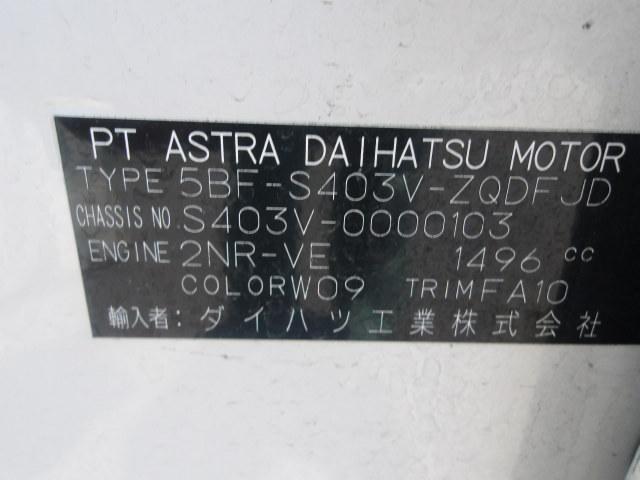 PT ASTRA DAIHATSU MOTOR
TYPE 5BF-S403V-ZQDFJD
CHASSIS NO. S403V-0000103
ENGINE 2NR-VE 1496 cc
COLOR W09 TRIM FA10
輸入者: ダイハツ工業株式会社